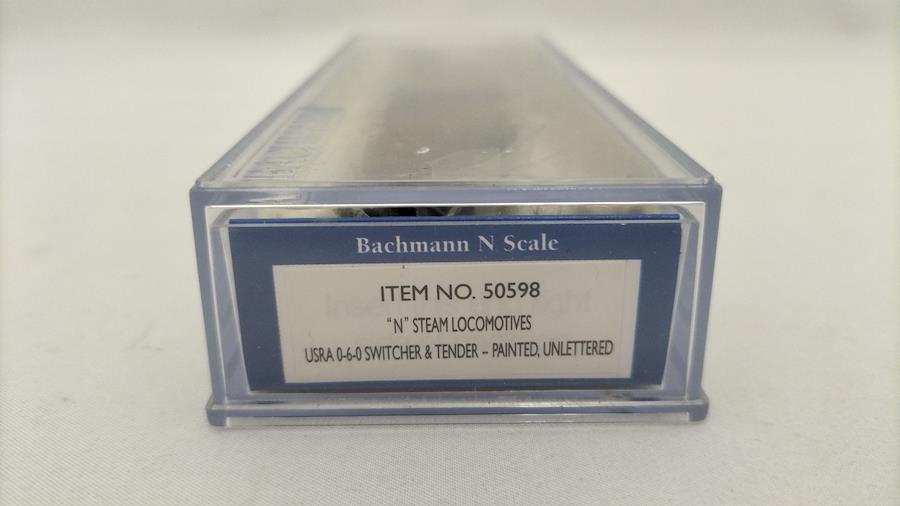 Bachmann N Scale
ITEM NO. 50598
"N" STEAM LOCOMOTIVES
USRA 0-6-0 SWITCHER & TENDER – PAINTED, UNLETTERED